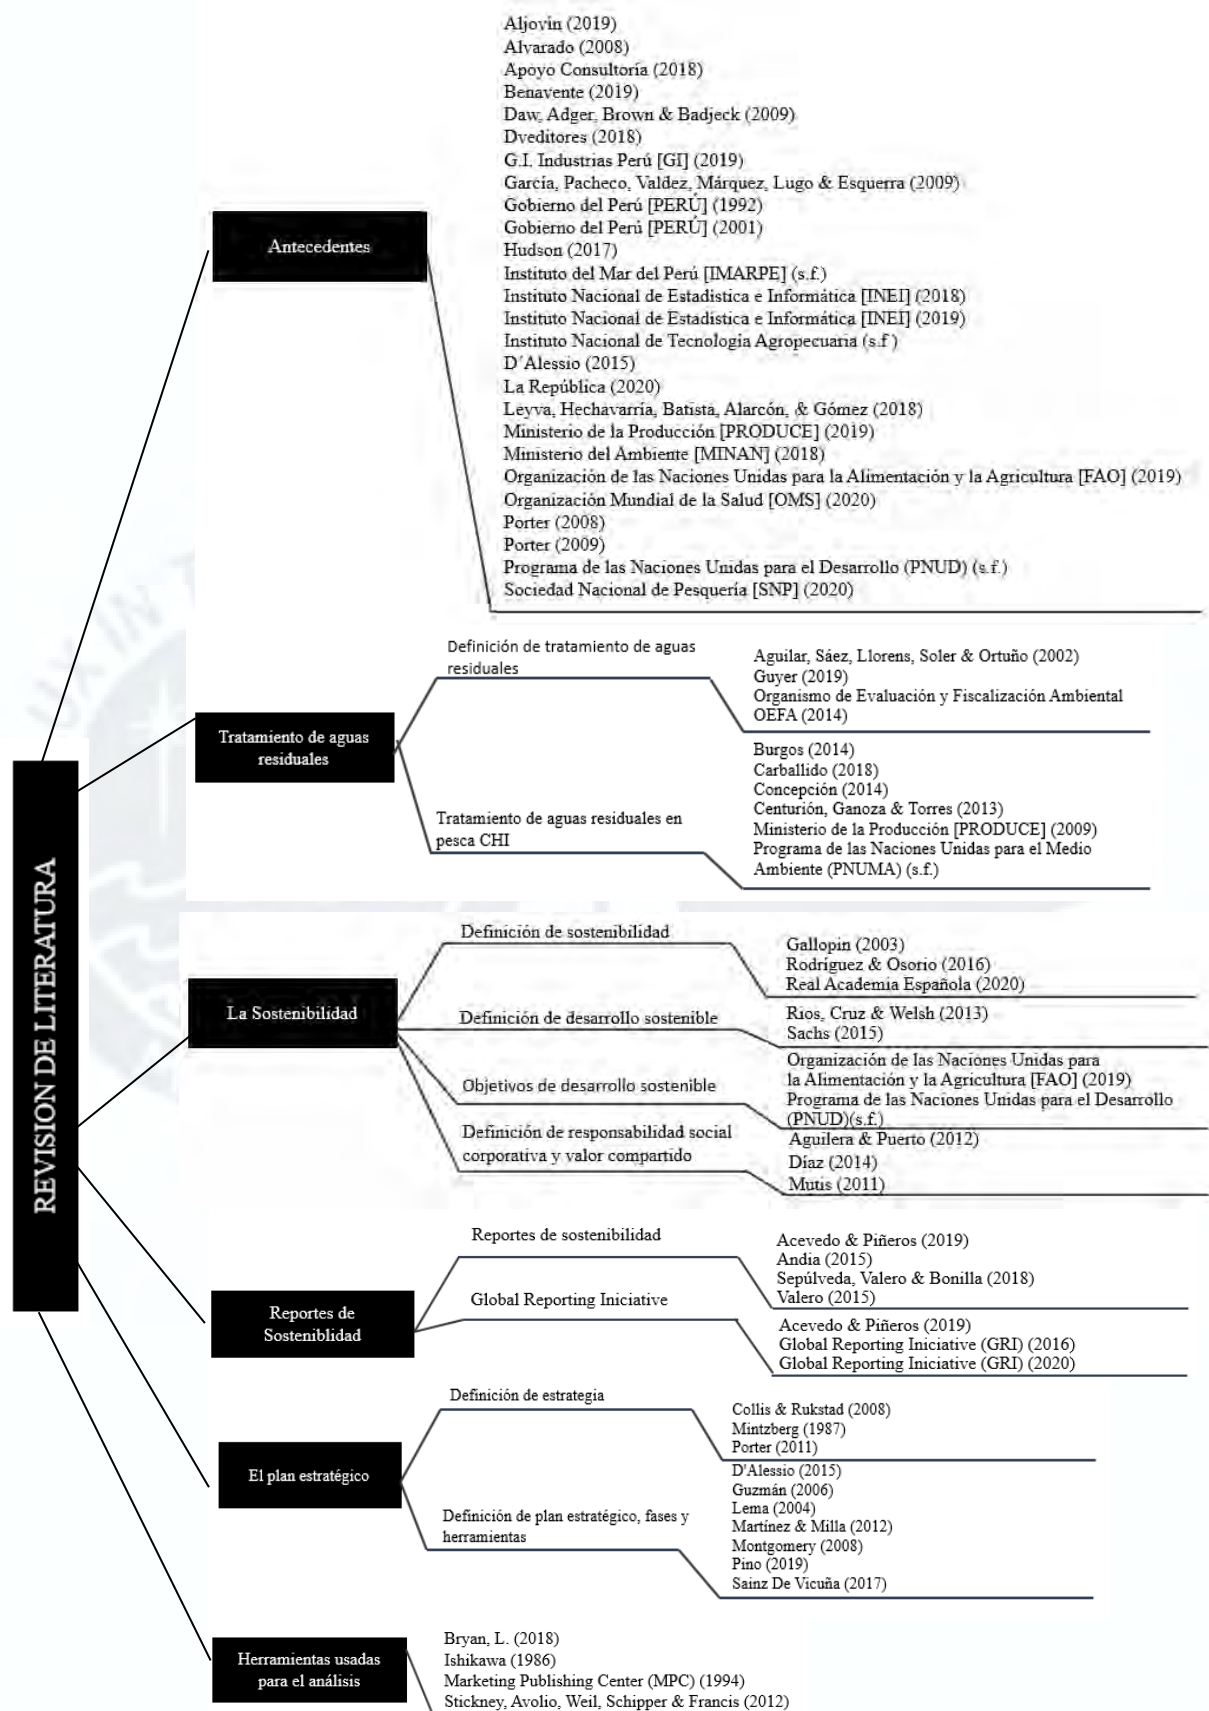 REVISION DE LITERATURA
Antecedentes
Aljovín (2019)
Alvarado (2008)
Apoyo Consultoría (2018)
Benavente (2019)
Daw, Adger, Brown & Badjeck (2009)
Dveditores (2018)
G.I. Industrias Perú [GI] (2019)
García, Pacheco, Valdez, Márquez, Lugo & Esquerra (2009)
Gobierno del Perú [PERÚ] (1992)
Gobierno del Perú [PERÚ] (2001)
Hudson (2017)
Instituto del Mar del Perú [IMARPE] (s.f.)
Instituto Nacional de Estadística e Informática [INEI] (2018)
Instituto Nacional de Estadística e Informática [INEI] (2019)
Instituto Nacional de Tecnología Agropecuaria (s.f )
D´Alessio (2015)
La República (2020)
Leyva, Hechavarría, Batista, Alarcón, & Gómez (2018)
Ministerio de la Producción [PRODUCE] (2019)
Ministerio del Ambiente [MINAN] (2018)
Organización de las Naciones Unidas para la Alimentación y la Agricultura [FAO] (2019)
Organización Mundial de la Salud [OMS] (2020)
Porter (2008)
Porter (2009)
Programa de las Naciones Unidas para el Desarrollo (PNUD) (s.f.)
Sociedad Nacional de Pesquería [SNP] (2020)
Tratamiento de aguas
residuales
Definición de tratamiento de aguas
residuales
Aguilar, Sáez, Llorens, Soler & Ortuño (2002)
Guyer (2019)
Organismo de Evaluación y Fiscalización Ambiental
OEFA (2014)
Tratamiento de aguas residuales en
pesca CHI
Burgos (2014)
Carballido (2018)
Concepción (2014)
Centurión, Ganoza & Torres (2013)
Ministerio de la Producción [PRODUCE] (2009)
Programa de las Naciones Unidas para el Medio
Ambiente (PNUMA) (s.f.)
La Sostenibilidad
Definición de sostenibilidad
Gallopin (2003)
Rodríguez & Osorio (2016)
Real Academia Española (2020)
Definición de desarrollo sostenible
Rios, Cruz & Welsh (2013)
Sachs (2015)
Objetivos de desarrollo sostenible
Organización de las Naciones Unidas para
la Alimentación y la Agricultura [FAO] (2019)
Programa de las Naciones Unidas para el Desarrollo
(PNUD)(s.f.)
Definición de responsabilidad social
corporativa y valor compartido
Aguilera & Puerto (2012)
Díaz (2014)
Mutis (2011)
Reportes de
Sosteniblidad
Reportes de sostenibilidad
Acevedo & Piñeros (2019)
Andia (2015)
Sepúlveda, Valero & Bonilla (2018)
Valero (2015)
Global Reporting Iniciative
Acevedo & Piñeros (2019)
Global Reporting Iniciative (GRI) (2016)
Global Reporting Iniciative (GRI) (2020)
El plan estratégico
Definición de estrategia
Collis & Rukstad (2008)
Mintzberg (1987)
Porter (2011)
Definición de plan estratégico, fases y
herramientas
D'Alessio (2015)
Guzmán (2006)
Lema (2004)
Martínez & Milla (2012)
Montgomery (2008)
Pino (2019)
Sainz De Vicuña (2017)
Herramientas usadas
para el análisis
Bryan, L. (2018)
Ishikawa (1986)
Marketing Publishing Center (MPC) (1994)
Stickney, Avolio, Weil, Schipper & Francis (2012)
LUX IN